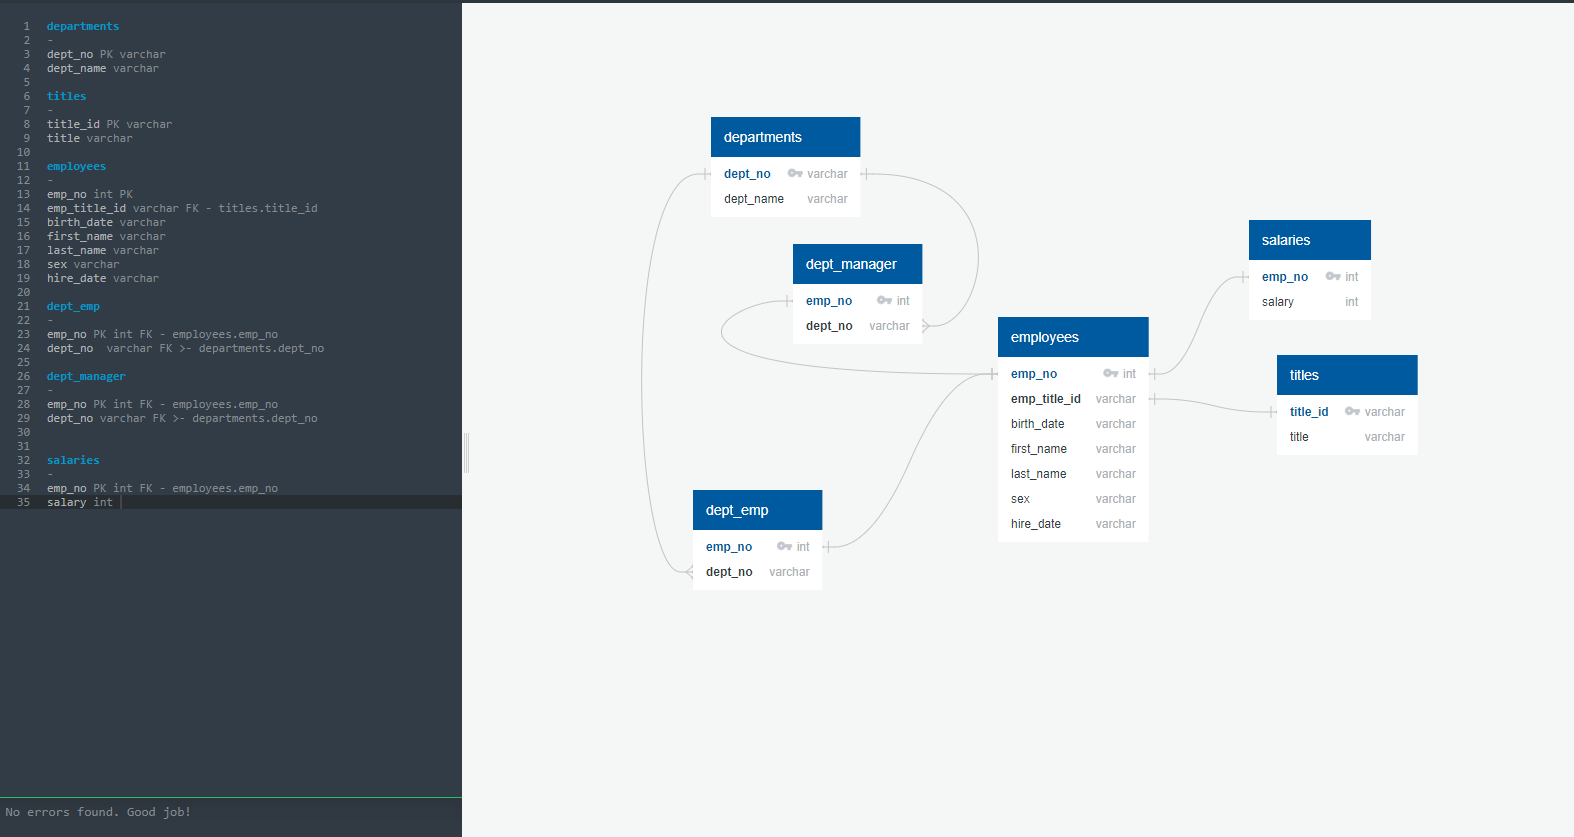 1 departments
2 -
3 dept_no PK varchar
4 dept_name varchar
5
6 titles
7 -
8 title_id PK varchar
9 title varchar
10
11 employees
12 -
13 emp_no int PK
14 emp_title_id varchar FK - titles.title_id
15 birth_date varchar
16 first_name varchar
17 last_name varchar
18 sex varchar
19 hire_date varchar
20
21 dept_emp
22 -
23 emp_no PK int FK - employees.emp_no
24 dept_no  varchar FK >- departments.dept_no
25
26 dept_manager
27 -
28 emp_no PK int FK - employees.emp_no
29 dept_no varchar FK >- departments.dept_no
30
31
32 salaries
33 -
34 emp_no PK int FK - employees.emp_no
35 salary int
No errors found. Good job!
departments
dept_no varchar
dept_name varchar
dept_manager
emp_no int
dept_no varchar
salaries
emp_no int
salary int
employees
emp_no int
emp_title_id varchar
birth_date varchar
first_name varchar
last_name varchar
sex varchar
hire_date varchar
titles
title_id varchar
title varchar
dept_emp
emp_no int
dept_no varchar